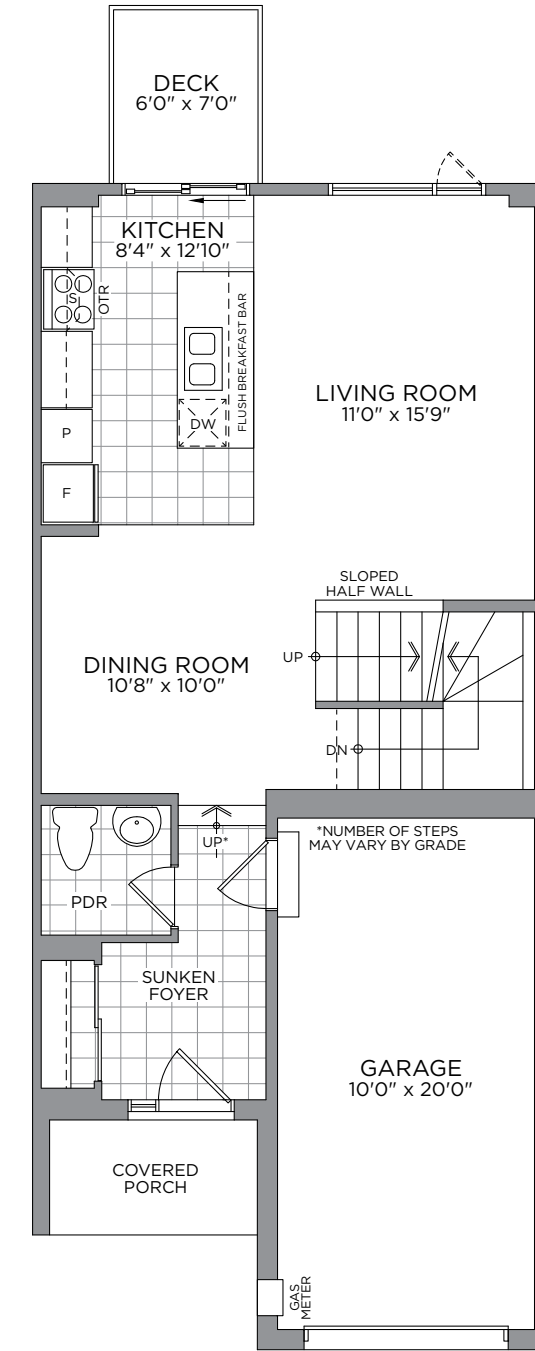 DECK
6'0" x 7'0"
KITCHEN
8'4" x 12'10"
S
OTR
FLUSH BREAKFAST BAR
DW
P
F
LIVING ROOM
11'0" x 15'9"
SLOPED
HALF WALL
UP
DINING ROOM
10'8" x 10'0"
DN
UP*
*NUMBER OF STEPS
MAY VARY BY GRADE
PDR
SUNKEN
FOYER
GARAGE
10'0" x 20'0"
COVERED
PORCH
GAS
METER